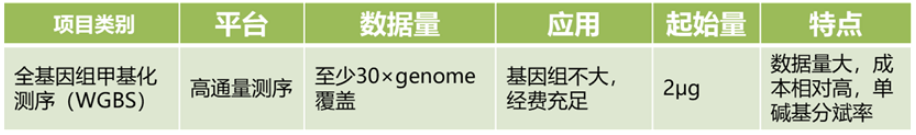 项目类别 平台 数据量 应用 起始量 特点
全基因组甲基化
测序（WGBS）
高通量测序
至少30×genome
覆盖
基因组不大，
经费充足
2μg
数据量大，成
本相对高，单
碱基分斌率